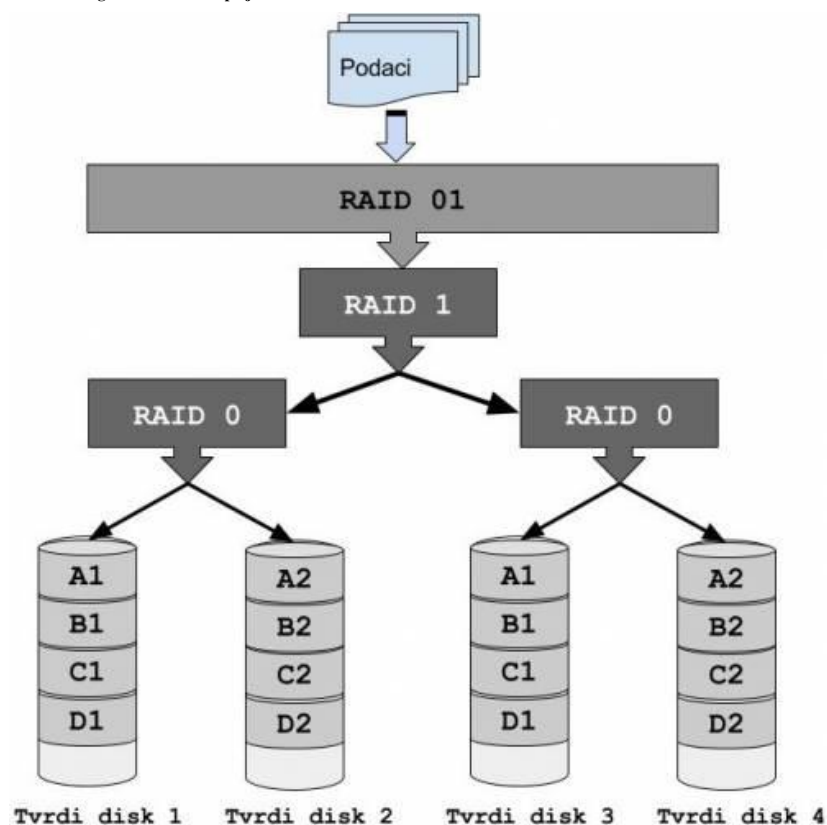 Podaci
RAID 01
RAID 1
RAID 0 RAID 0
A1 A2 A1 A2
B1 B2 B1 B2
C1 C2 C1 C2
D1 D2 D1 D2
Tvrdi disk 1 Tvrdi disk 2 Tvrdi disk 3 Tvrdi disk 4